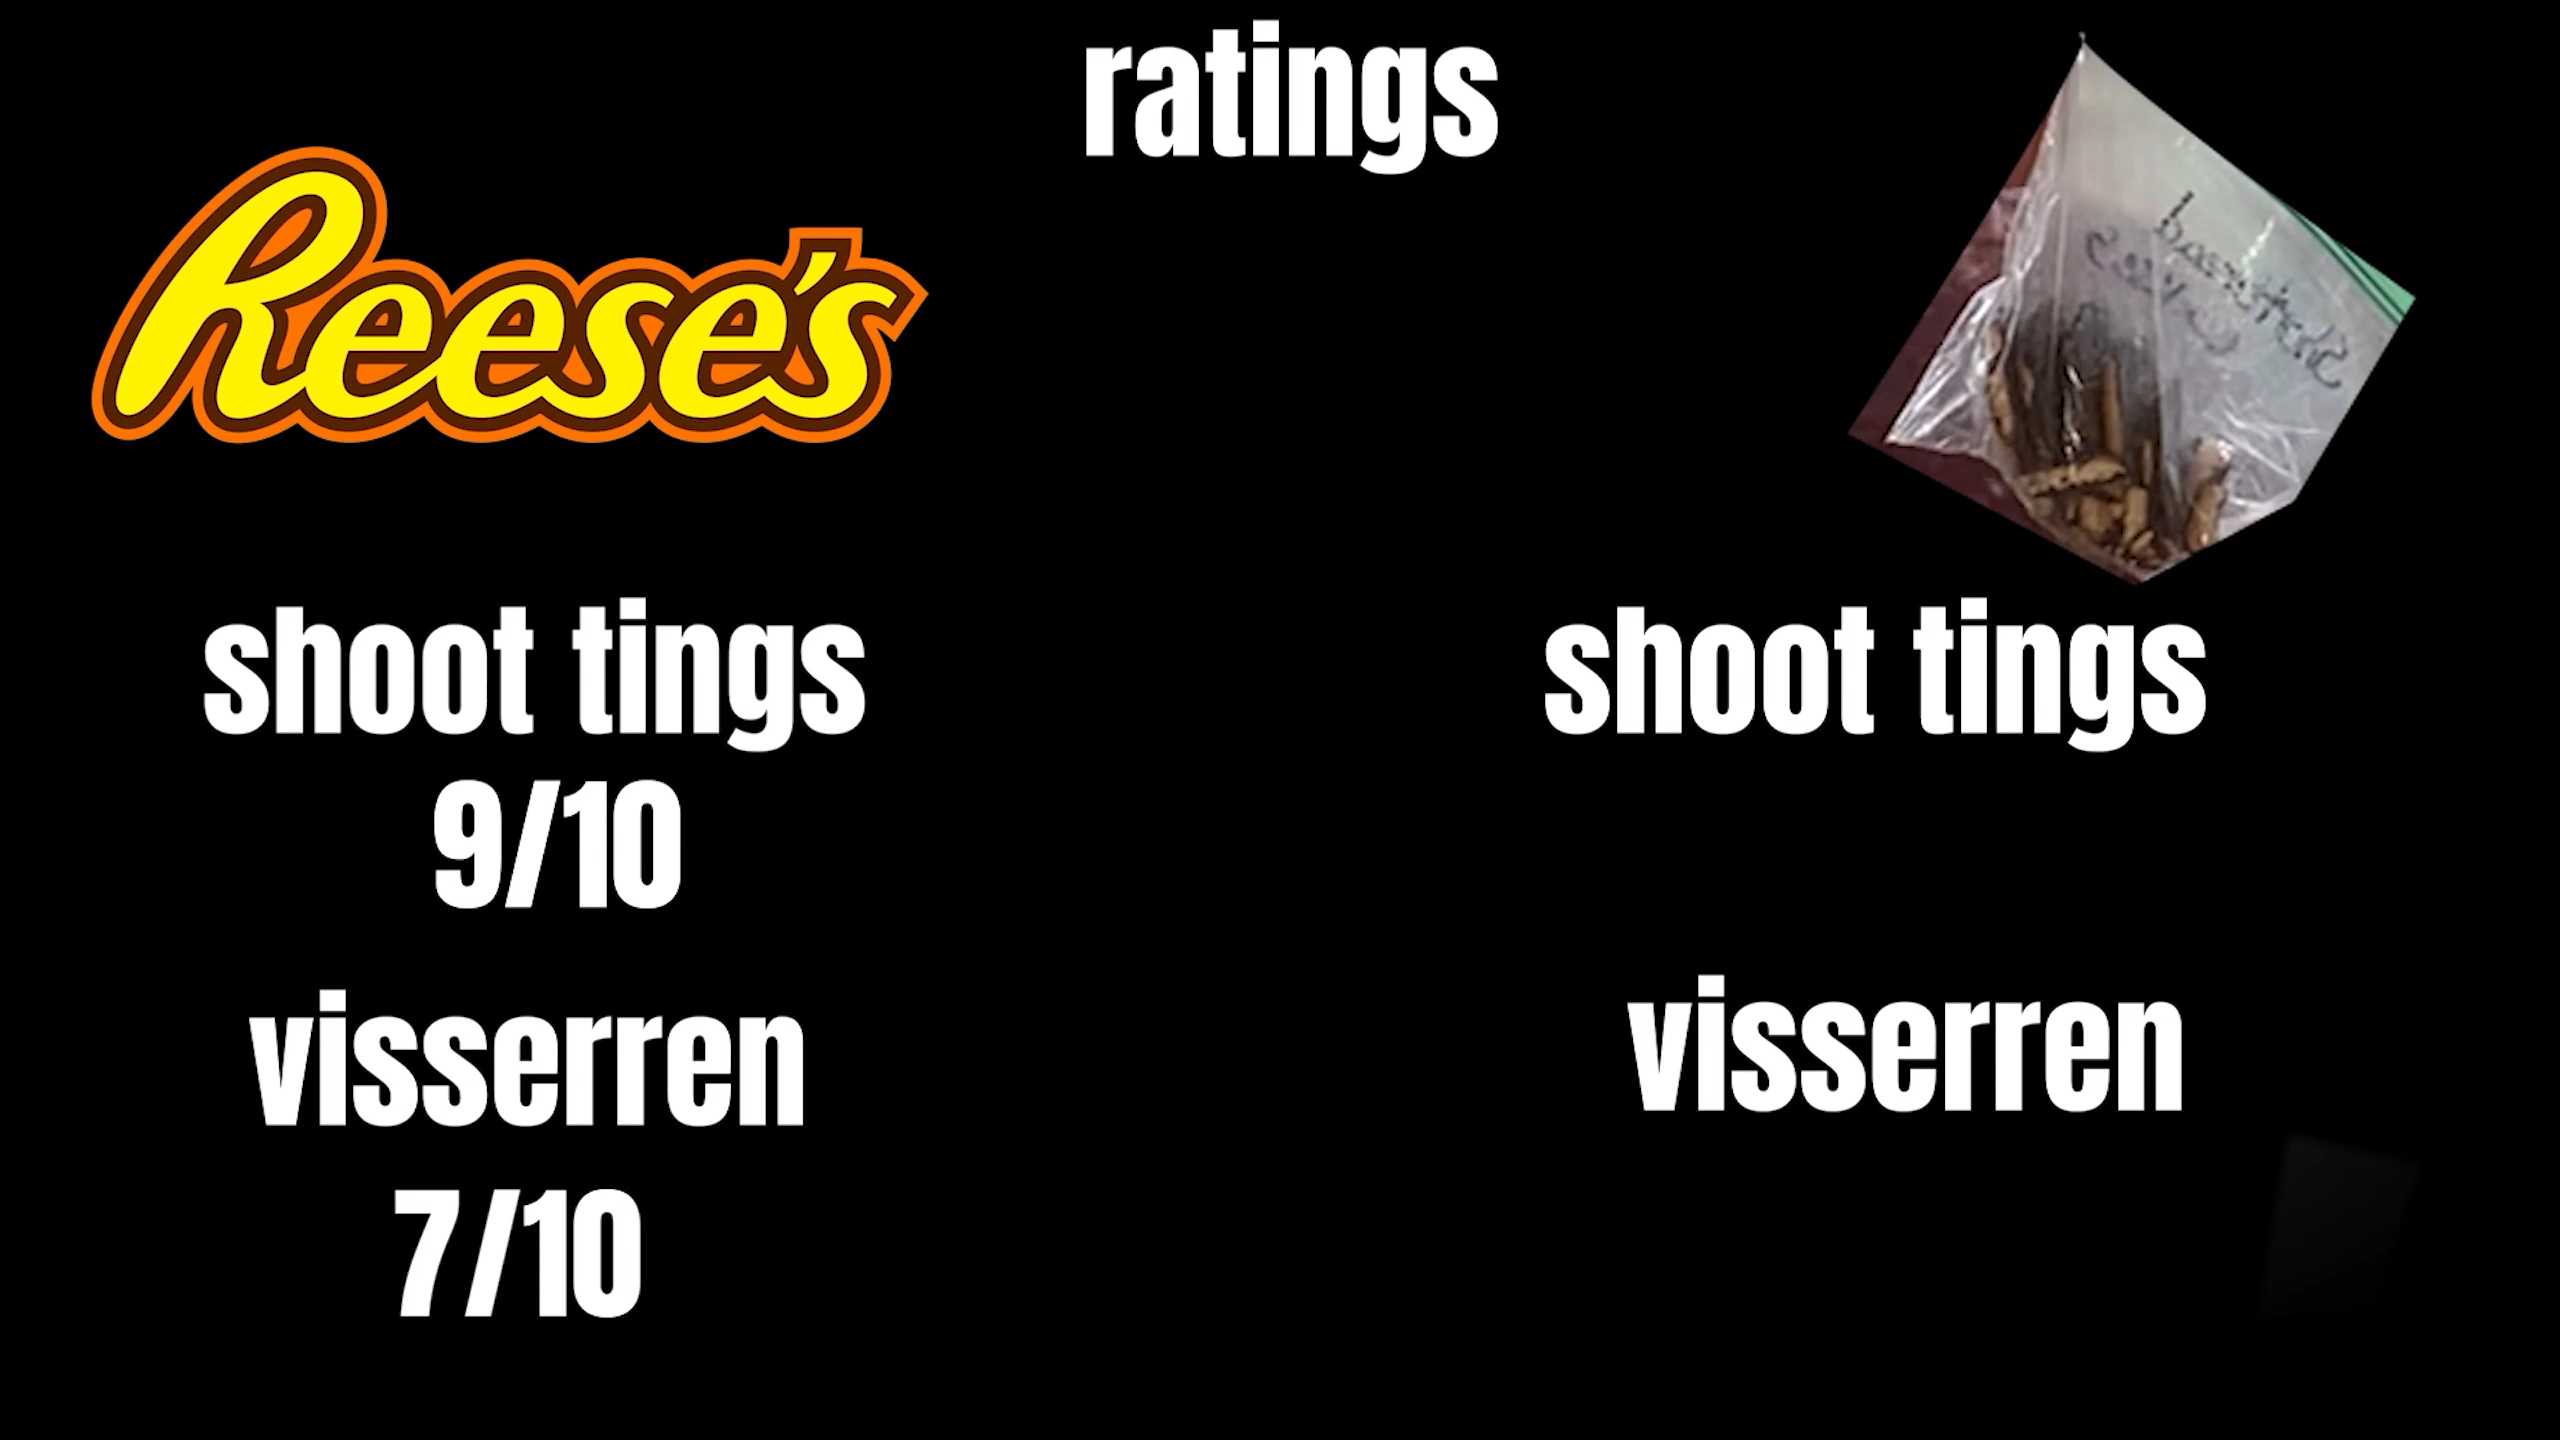 ratings
Reese's
shoot tings
9/10
visserren
7/10
shoot tings
visserren